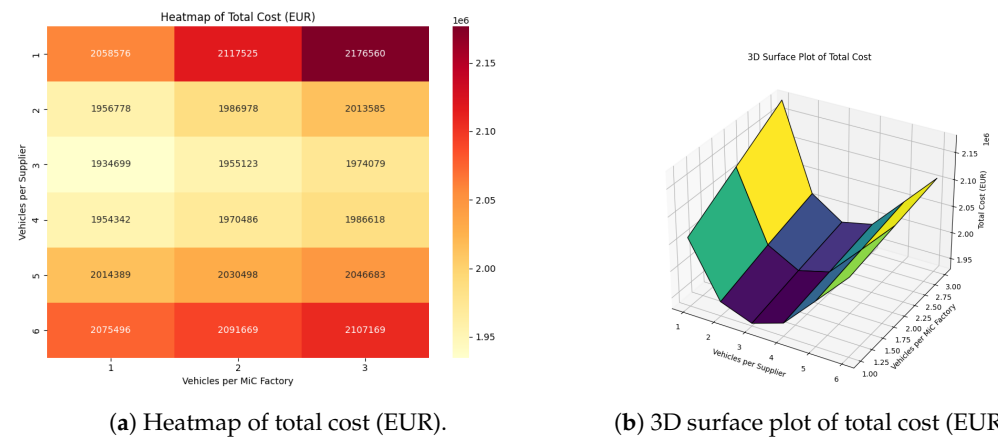 Heatmap of Total Cost (EUR)
1e6
2058576 2117525 2176560
1956778 1986978 2013585
1934699 1955123 1974079
1954342 1970486 1986618
2014389 2030498 2046683
2075496 2091669 2107169
1
2
3
4
5
6
Vehicles per Supplier
1 2 3
Vehicles per MiC Factory
2.15
2.10
2.05
2.00
1.95
3D Surface Plot of Total Cost
1e6
2.15
2.10
2.05
2.00
1.95
Total Cost (EUR)
3.00
2.75
2.50
2.25
2.00
1.75
1.50
1.25
1.00
Vehicles per MiC Factory
1 2 3 4 5 6
Vehicles per Supplier
(a) Heatmap of total cost (EUR).
(b) 3D surface plot of total cost (EUR